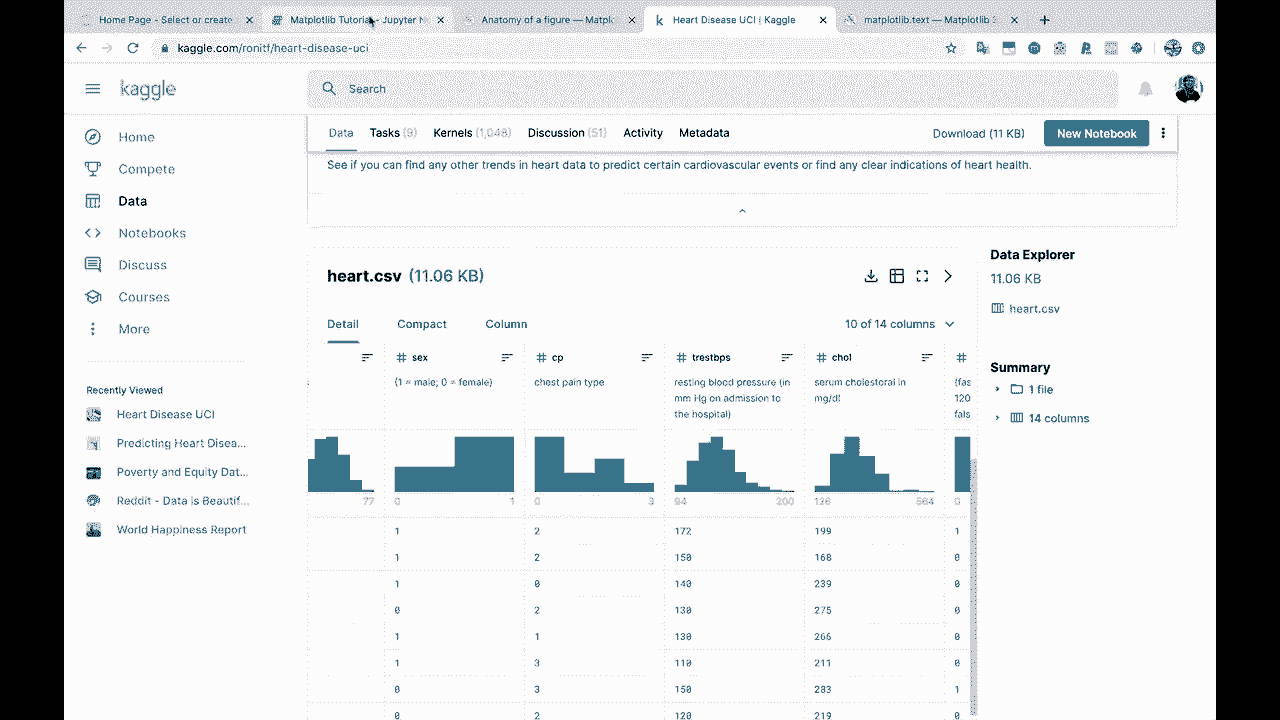 Home Page - Select or create
Matplotlib Tutorial - Jupyter N
Anatomy of a figure — Matpl
Heart Disease UCI | Kaggle
matplotlib.text — Matplotlib
kaggle.com/ronitf/heart-disease-uci
kaggle
Search
Home
Compete
Data
Notebooks
Discuss
Courses
More
Recently Viewed
Heart Disease UCI
Predicting Heart Disea...
Poverty and Equity Dat...
Reddit - Data is Beautif...
World Happiness Report
Data Tasks (9) Kernels (1,048) Discussion (51) Activity Metadata
Download (11 KB) New Notebook
See if you can find any other trends in heart data to predict certain cardiovascular events or find any clear indications of heart health.
heart.csv (11.06 KB)
Detail Compact Column
10 of 14 columns
# sex # cp # trestbps # chol #
(1 = male; 0 = female) chest pain type resting blood pressure (in serum cholestoral in (fas
mm Hg on admission to mg/dl 120
the hospital) fals
77 0 1 0 3 94 200 126 564 0
1 2 172 199 1
1 2 150 168 0
1 0 140 239 0
0 2 130 275 0
1 1 130 266 0
1 3 110 211 0
0 3 150 283 1
0 2 120 219 0
Data Explorer
11.06 KB
heart.csv
Summary
1 file
14 columns